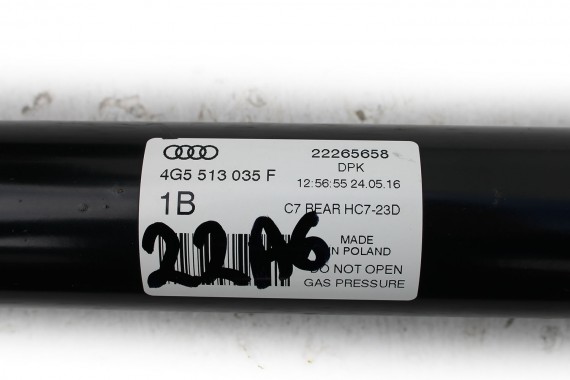 22265658
DPK
4G5 513 035 F
12:56:55 24.05.16
1B
C7 REAR HC7-23D
MADE
IN POLAND
22A6
DO NOT OPEN
GAS PRESSURE